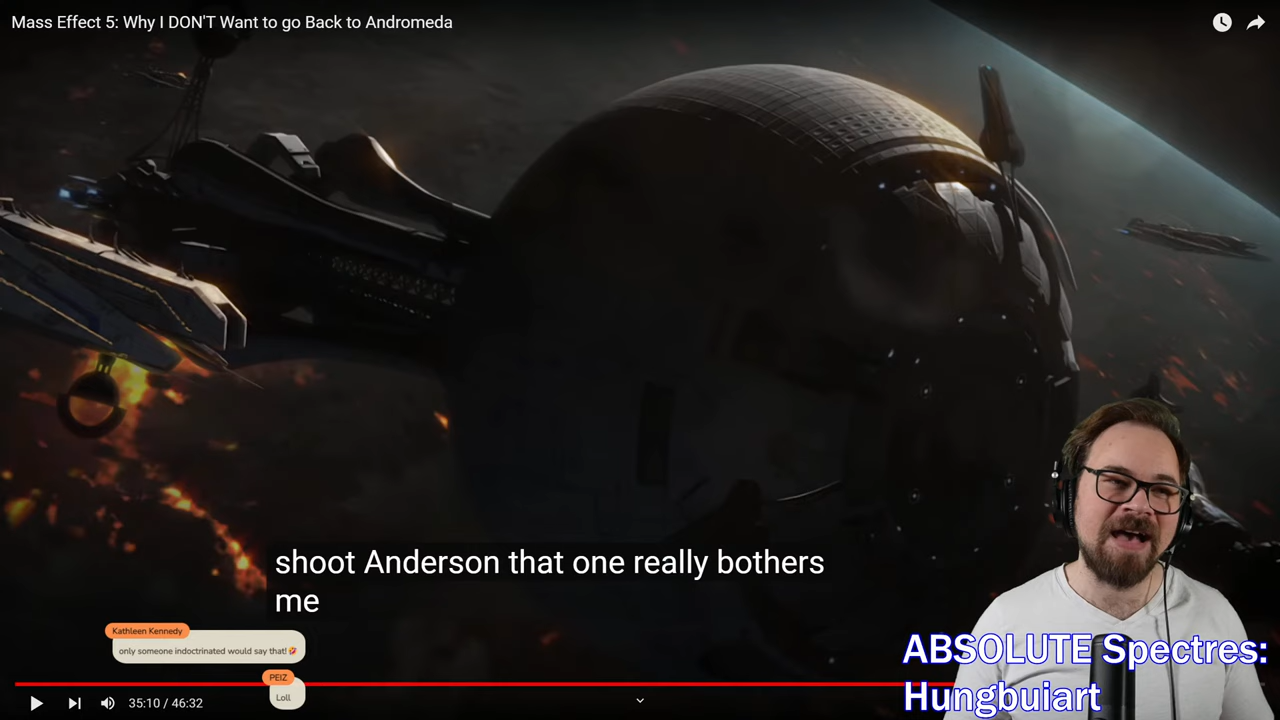 Mass Effect 5: Why I DON'T Want to go Back to Andromeda
shoot Anderson that one really bothers
me
Kathleen Kennedy
only someone indoctrinated would say that!🤣
PEIZ
Loll
ABSOLUTE Spectres:
Hungbuiart
35:10 / 46:32